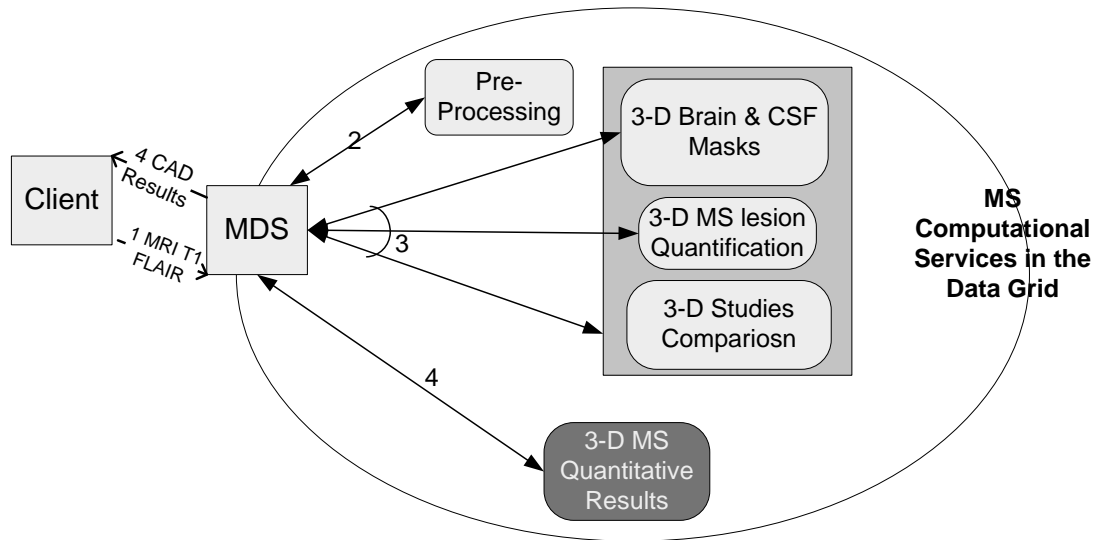 Pre-
Processing
2
3-D Brain & CSF
Masks
4 CAD
Results
Client
MDS
1 MRI T1
FLAIR
3
3-D MS lesion
Quantification
MS
Computational
Services in the
Data Grid
3-D Studies
Compariosn
4
3-D MS
Quantitative
Results